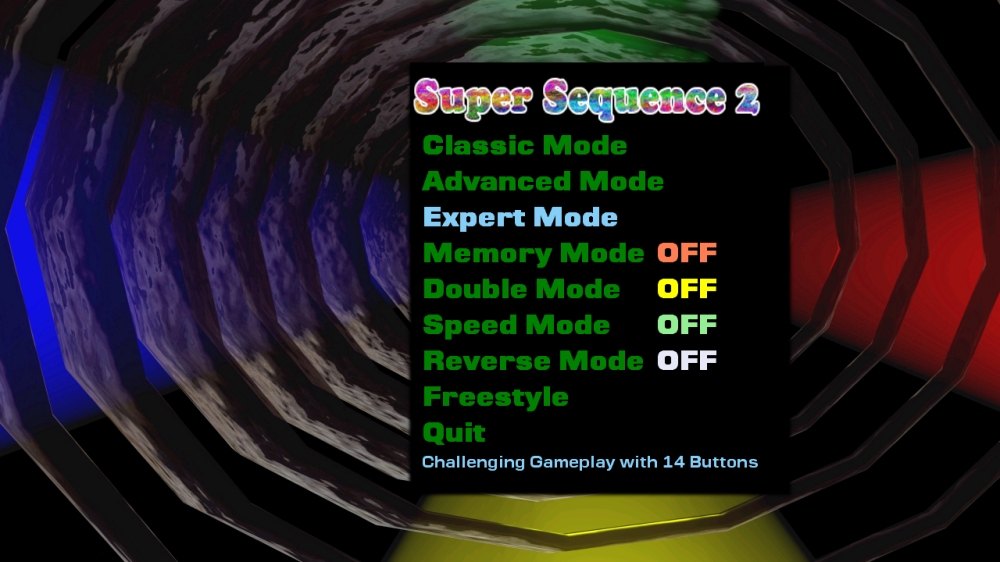 Super Sequence 2
Classic Mode
Advanced Mode
Expert Mode
Memory Mode OFF
Double Mode OFF
Speed Mode OFF
Reverse Mode OFF
Freestyle
Quit
Challenging Gameplay with 14 Buttons